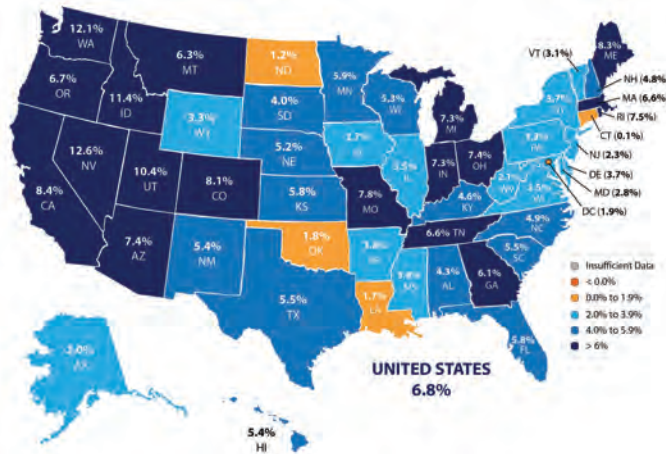 12.1%
WA
6.7%
OR
8.4%
CA
12.6%
NV
11.4%
ID
6.3%
MT
3.3%
WY
10.4%
UT
8.1%
CO
7.4%
AZ
5.4%
NM
1.2%
ND
4.0%
SD
5.2%
NE
5.8%
KS
1.8%
OK
5.5%
TX
5.9%
MN
5.3%
WI
7.8%
MO
1.7%
LA
3.5%
IL
7.3%
MI
7.3%
IN
7.4%
OH
4.6%
KY
6.6% TN
4.3%
AL
6.1%
GA
5.8%
FL
5.5%
SC
4.9%
NC
3.5%
2.1%
WV
8.3%
ME
VT (3.1%)
NH (4.8%)
MA (6.6%)
RI (7.5%)
CT (0.1%)
NJ (2.3%)
DE (3.7%)
MD (2.8%)
DC (1.9%)
2.0%
AK
5.4%
HI
UNITED STATES
6.8%
Insufficient Data
< 0.0%
0.0% to 1.9%
2.0% to 3.9%
4.0% to 5.9%
> 6%